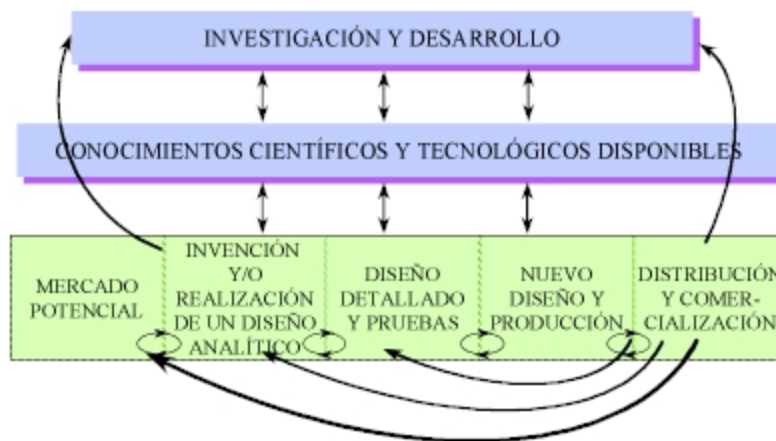 INVESTIGACIÓN Y DESARROLLO
CONOCIMIENTOS CIENTÍFICOS Y TECNOLÓGICOS DISPONIBLES
MERCADO
POTENCIAL
INVENCIÓN
Y/O
REALIZACIÓN
DE UN DISEÑO
ANALÍTICO
DISEÑO
DETALLADO
Y PRUEBAS
NUEVO
DISEÑO Y
PRODUCCIÓN
DISTRIBUCIÓN
Y COMER-
CIALIZACIÓN